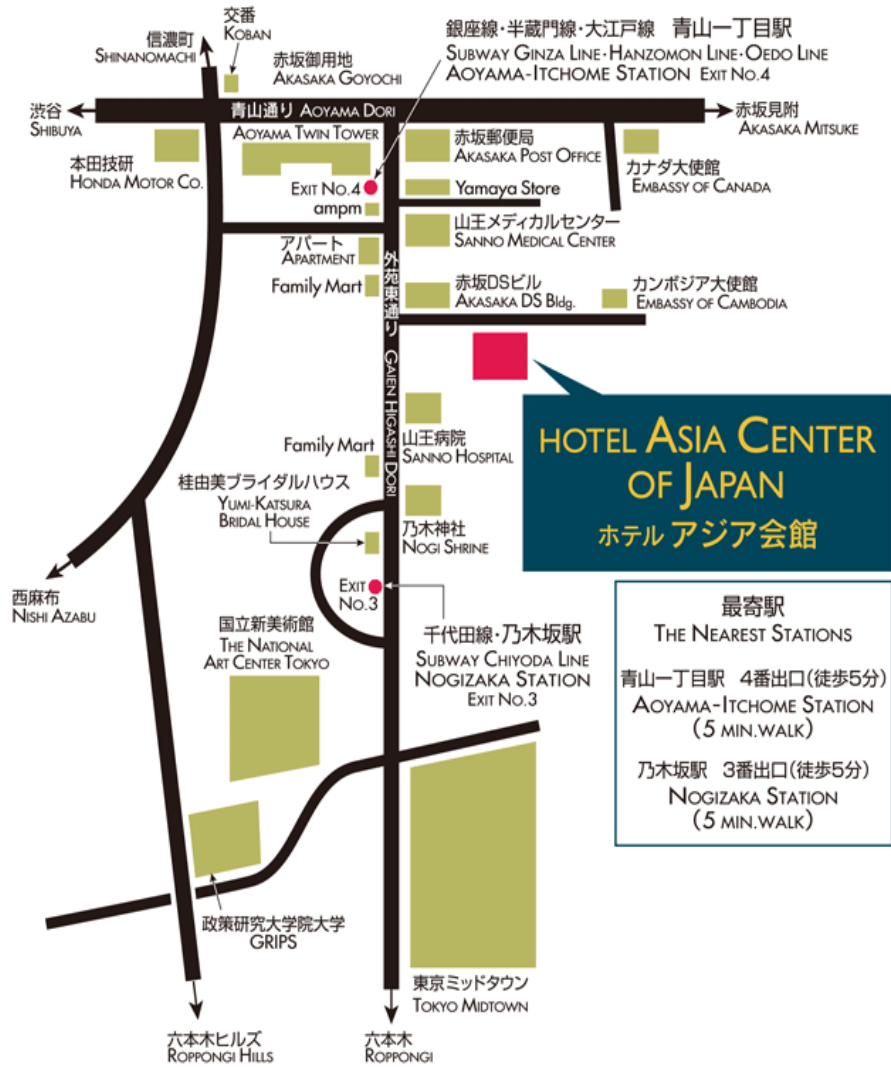 交番
KOBAN
信濃町
SHINANOMACHI
赤坂御用地
AKASAKA GOYOCHI
銀座線・半蔵門線・大江戸線 青山一丁目駅
SUBWAY GINZA LINE・HANZOMON LINE・OEDO LINE
AOYAMA-ITCHOME STATION EXIT NO.4
渋谷
SHIBUYA
青山通り AOYAMA DORI
赤坂見附
AKASAKA MITSUKE
本田技研
HONDA MOTOR CO.
AOYAMA TWIN TOWER
赤坂郵便局
AKASAKA POST OFFICE
カナダ大使館
EMBASSY OF CANADA
EXIT NO.4
Yamaya Store
ampm
山王メディカルセンター
SANNO MEDICAL CENTER
アパート
APARTMENT
外苑東通り GAIEN HIGASHI DORI
Family Mart
赤坂DSビル
AKASAKA DS Bldg.
カンボジア大使館
EMBASSY OF CAMBODIA
HOTEL ASIA CENTER
OF JAPAN
ホテル アジア会館
Family Mart
山王病院
SANNO HOSPITAL
桂由美ブライダルハウス
YUMI-KATSURA
BRIDAL HOUSE
乃木神社
NOGI SHRINE
EXIT
NO.3
西麻布
NISHI AZABU
国立新美術館
THE NATIONAL
ART CENTER TOKYO
千代田線・乃木坂駅
SUBWAY CHIYODA LINE
NOGIZAKA STATION
EXIT NO.3
最寄駅
THE NEAREST STATIONS
青山一丁目駅 4番出口(徒歩5分)
AOYAMA-ITCHOME STATION
(5 MIN.WALK)
乃木坂駅 3番出口(徒歩5分)
NOGIZAKA STATION
(5 MIN.WALK)
政策研究大学院大学
GRIPS
東京ミッドタウン
TOKYO MIDTOWN
六本木ヒルズ
ROPPONGI HILLS
六本木
ROPPONGI